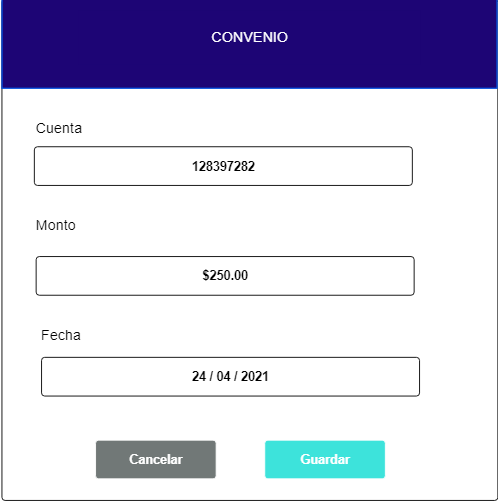 CONVENIO
Cuenta
128397282
Monto
$250.00
Fecha
24 / 04 / 2021
Cancelar
Guardar